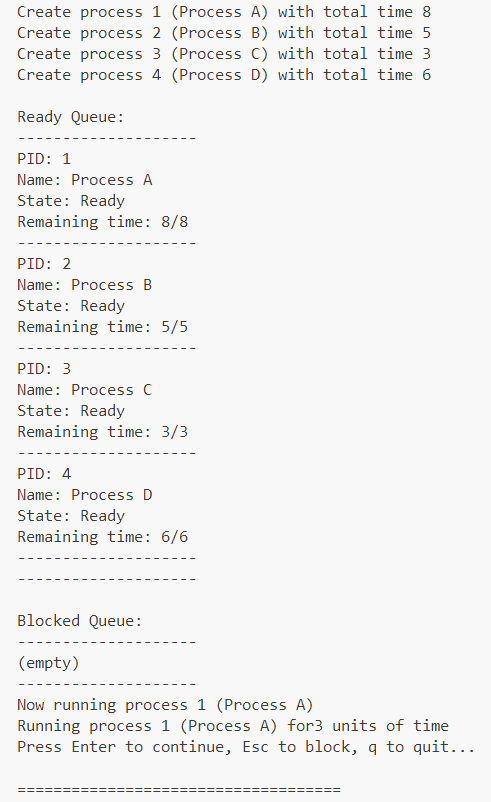 Create process 1 (Process A) with total time 8
Create process 2 (Process B) with total time 5
Create process 3 (Process C) with total time 3
Create process 4 (Process D) with total time 6
Ready Queue:
--------------------
PID: 1
Name: Process A
State: Ready
Remaining time: 8/8
--------------------
PID: 2
Name: Process B
State: Ready
Remaining time: 5/5
--------------------
PID: 3
Name: Process C
State: Ready
Remaining time: 3/3
--------------------
PID: 4
Name: Process D
State: Ready
Remaining time: 6/6
--------------------
--------------------
Blocked Queue:
--------------------
(empty)
--------------------
Now running process 1 (Process A)
Running process 1 (Process A) for3 units of time
Press Enter to continue, Esc to block, q to quit...
====================================